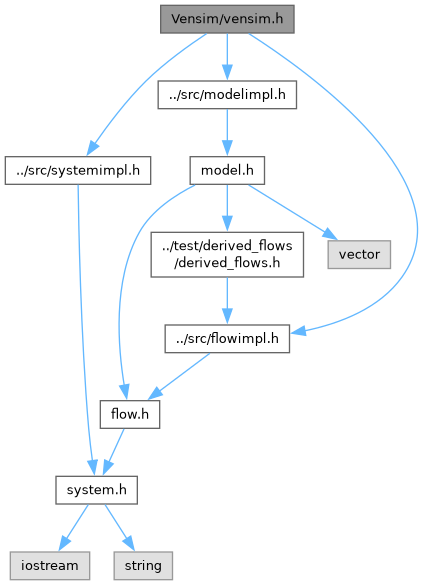 Vensim/vensim.h
../src/modelimpl.h
../src/systemimpl.h
model.h
../test/derived_flows
/derived_flows.h
vector
../src/flowimpl.h
flow.h
system.h
iostream
string